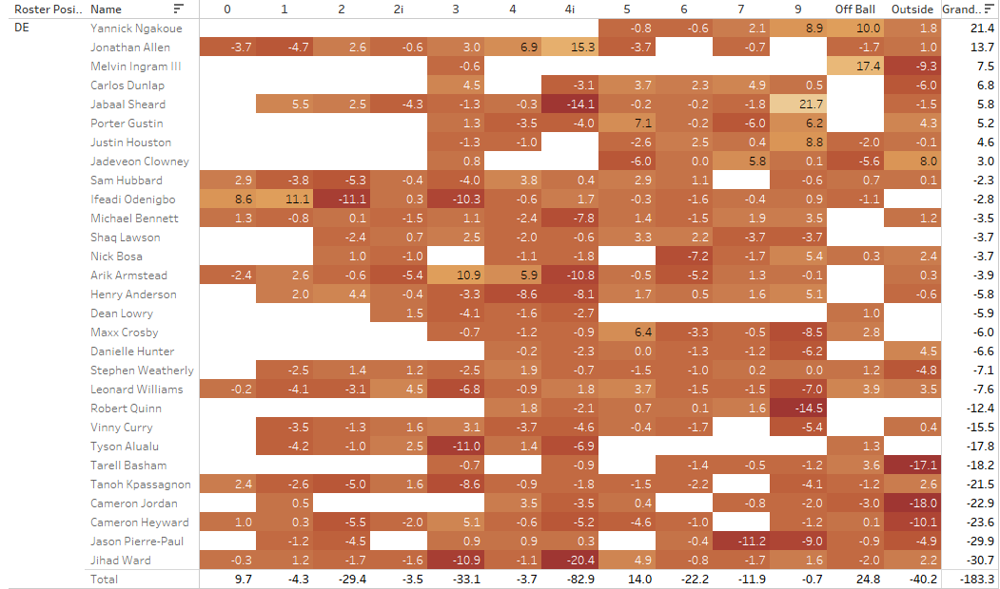 Roster Posi.. Name 0 1 2 2i 3 4 4i 5 6 7 9 Off Ball Outside Grand..
DE Yannick Ngakoue -0.8 -0.6 2.1 8.9 10.0 1.8 21.4
Jonathan Allen -3.7 -4.7 2.6 -0.6 3.0 6.9 15.3 -3.7 -0.7 -1.7 1.0 13.7
Melvin Ingram III -0.6 17.4 -9.3 7.5
Carlos Dunlap 4.5 -3.1 3.7 2.3 4.9 0.5 -6.0 6.8
Jabaal Sheard 5.5 2.5 -4.3 -1.3 -0.3 -14.1 -0.2 -0.2 -1.8 21.7 -1.5 5.8
Porter Gustin 1.3 -3.5 -4.0 7.1 -0.2 -6.0 6.2 4.3 5.2
Justin Houston -1.3 -1.0 -2.6 2.5 0.4 8.8 -2.0 -0.1 4.6
Jadeveon Clowney 0.8 -6.0 0.0 5.8 0.1 -5.6 8.0 3.0
Sam Hubbard 2.9 -3.8 -5.3 -0.4 -4.0 3.8 0.4 2.9 1.1 -0.6 0.7 0.1 -2.3
Ifeadi Odenigbo 8.6 11.1 -11.1 0.3 -10.3 -0.6 1.7 -0.3 -1.6 -0.4 0.9 -1.1 -2.8
Michael Bennett 1.3 -0.8 0.1 -1.5 1.1 -2.4 -7.8 1.4 -1.5 1.9 3.5 1.2 -3.5
Shaq Lawson -2.4 0.7 2.5 -2.0 -0.6 3.3 2.2 -3.7 -3.7 -3.7
Nick Bosa 1.0 -1.0 -1.1 -1.8 -7.2 -1.7 5.4 0.3 2.4 -3.7
Arik Armstead -2.4 2.6 -0.6 -5.4 10.9 5.9 -10.8 -0.5 -5.2 1.3 -0.1 0.3 -3.9
Henry Anderson 2.0 4.4 -0.4 -3.3 -8.6 -8.1 1.7 0.5 1.6 5.1 -0.6 -5.8
Dean Lowry 1.5 -4.1 -1.6 -2.7 1.0 -5.9
Maxx Crosby -0.7 -1.2 -0.9 6.4 -3.3 -0.5 -8.5 2.8 -6.0
Danielle Hunter -0.2 -2.3 0.0 -1.3 -1.2 -6.2 4.5 -6.6
Stephen Weatherly -2.5 1.4 1.2 -2.5 1.9 -0.7 -1.5 -1.0 0.2 0.0 1.2 -4.8 -7.1
Leonard Williams -0.2 -4.1 -3.1 4.5 -6.8 -0.9 1.8 3.7 -1.5 -1.5 -7.0 3.9 3.5 -7.6
Robert Quinn 1.8 -2.1 0.7 0.1 1.6 -14.5 -12.4
Vinny Curry -3.5 -1.3 1.6 3.1 -3.7 -4.6 -0.4 -1.7 -5.4 0.4 -15.5
Tyson Alualu -4.2 -1.0 2.5 -11.0 1.4 -6.9 1.3 -17.8
Tarell Basham -0.7 -0.9 -1.4 -0.5 -1.2 3.6 -17.1 -18.2
Tanoh Kpassagnon 2.4 -2.6 -5.0 1.6 -8.6 -0.9 -1.8 -1.5 -2.2 -4.1 -1.2 2.6 -21.5
Cameron Jordan 0.5 3.5 -3.5 0.4 -0.8 -2.0 -3.0 -18.0 -22.9
Cameron Heyward 1.0 0.3 -5.5 -2.0 5.1 -0.6 -5.2 -4.6 -1.0 -1.2 0.1 -10.1 -23.6
Jason Pierre-Paul -1.2 -4.5 0.9 0.9 0.3 -0.4 -11.2 -9.0 -0.9 -4.9 -29.9
Jihad Ward -0.3 1.2 -1.7 -1.6 -10.9 -1.1 -20.4 4.9 -0.8 -1.7 1.6 -2.0 2.2 -30.7
Total 9.7 -4.3 -29.4 -3.5 -33.1 -3.7 -82.9 14.0 -22.2 -11.9 -0.7 24.8 -40.2 -183.3